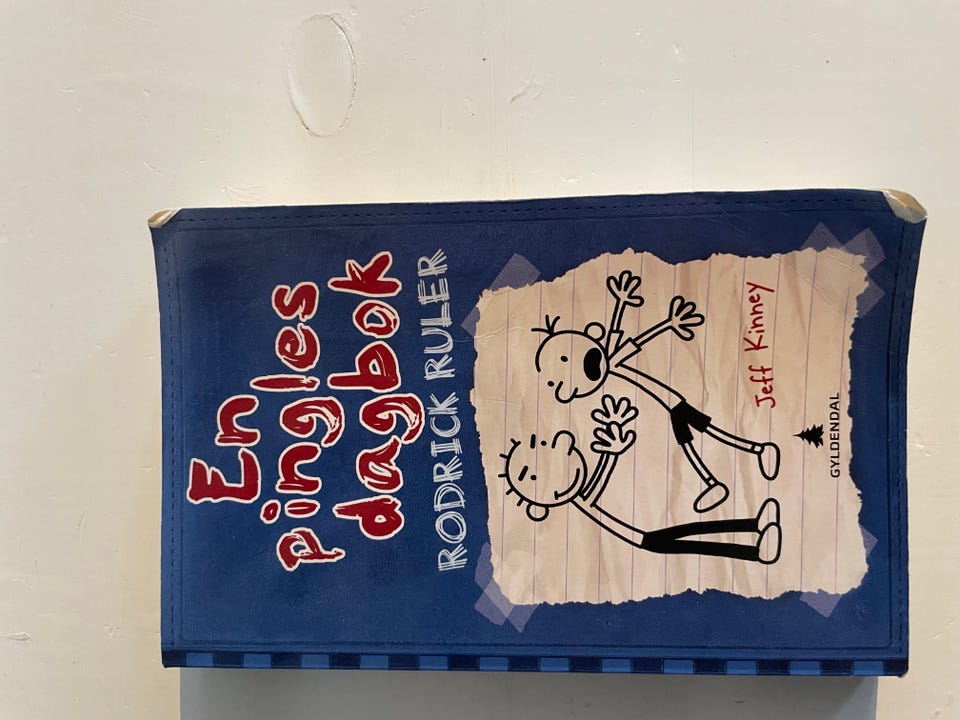 En
pingles
dagbok
RODRICK RULER
Jeff Kinney
GYLDENDAL